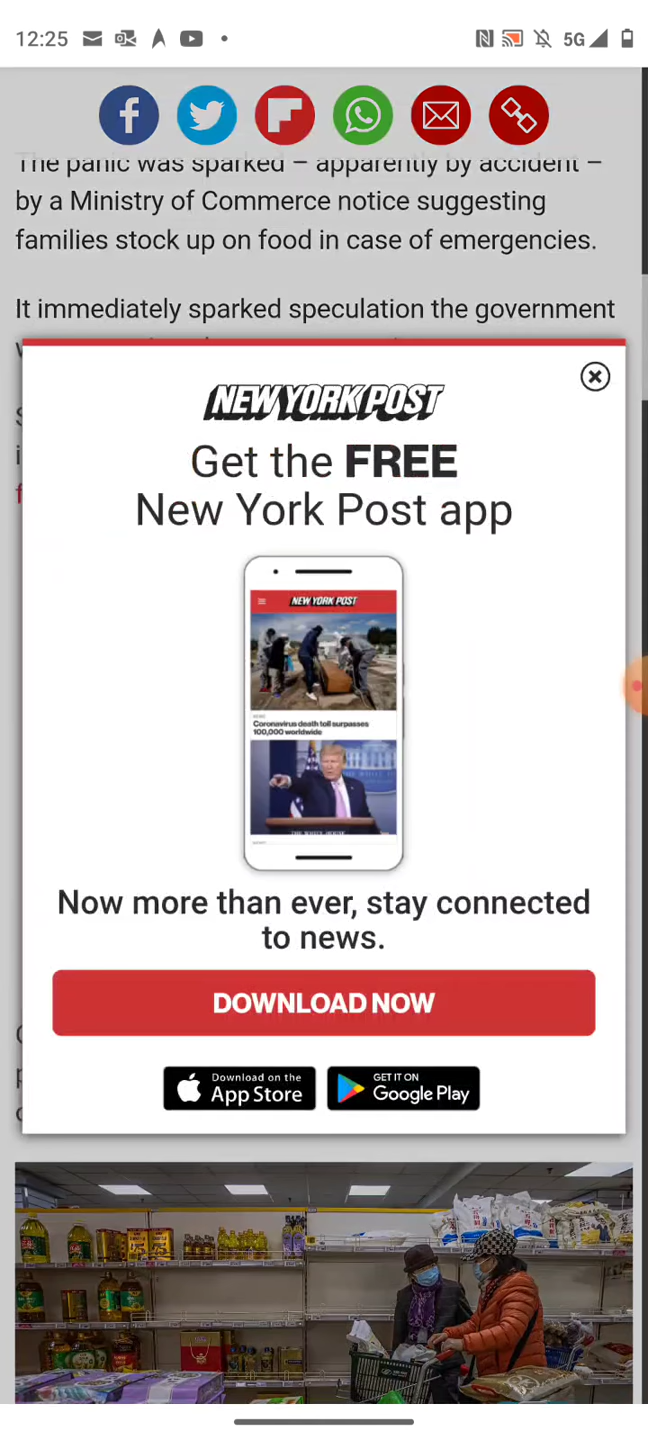 12:25
5G
The panic was sparked – apparently by accident –
by a Ministry of Commerce notice suggesting
families stock up on food in case of emergencies.
It immediately sparked speculation the government
NEW YORK POST
Get the FREE
New York Post app
NEW YORK POST
Coronavirus death toll surpasses
100,000 worldwide
THE WHITE HOUSE
Now more than ever, stay connected
to news.
DOWNLOAD NOW
Download on the
App Store
GET IT ON
Google Play